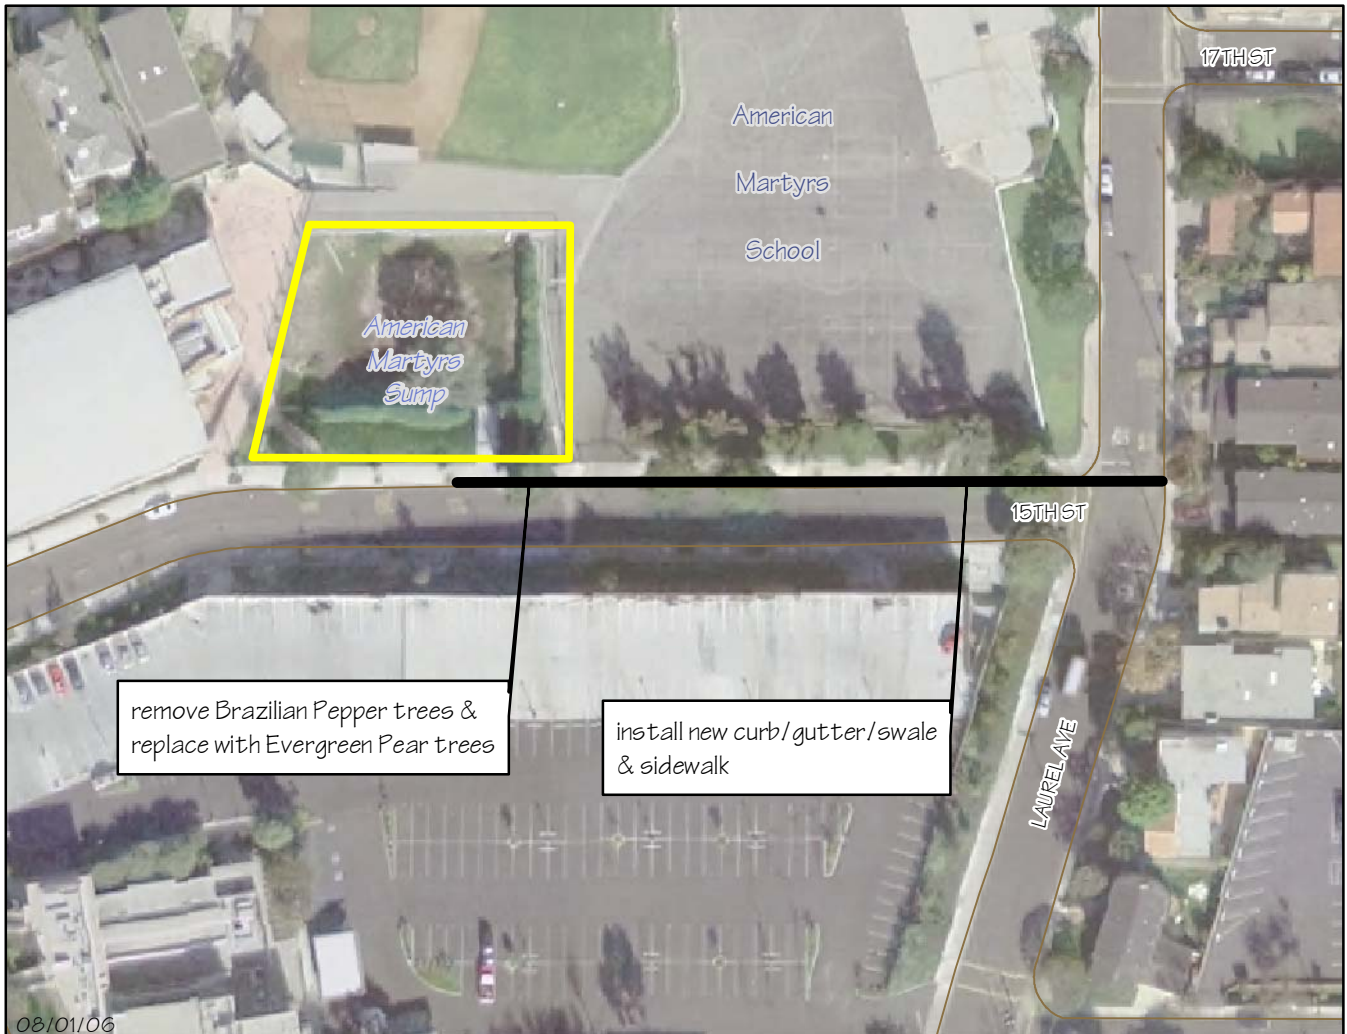 17TH ST
American
Martyrs
School
American
Martyrs
Sump
15TH ST
remove Brazilian Pepper trees &
replace with Evergreen Pear trees
install new curb/gutter/swale
& sidewalk
LAUREL AVE
08/01/06